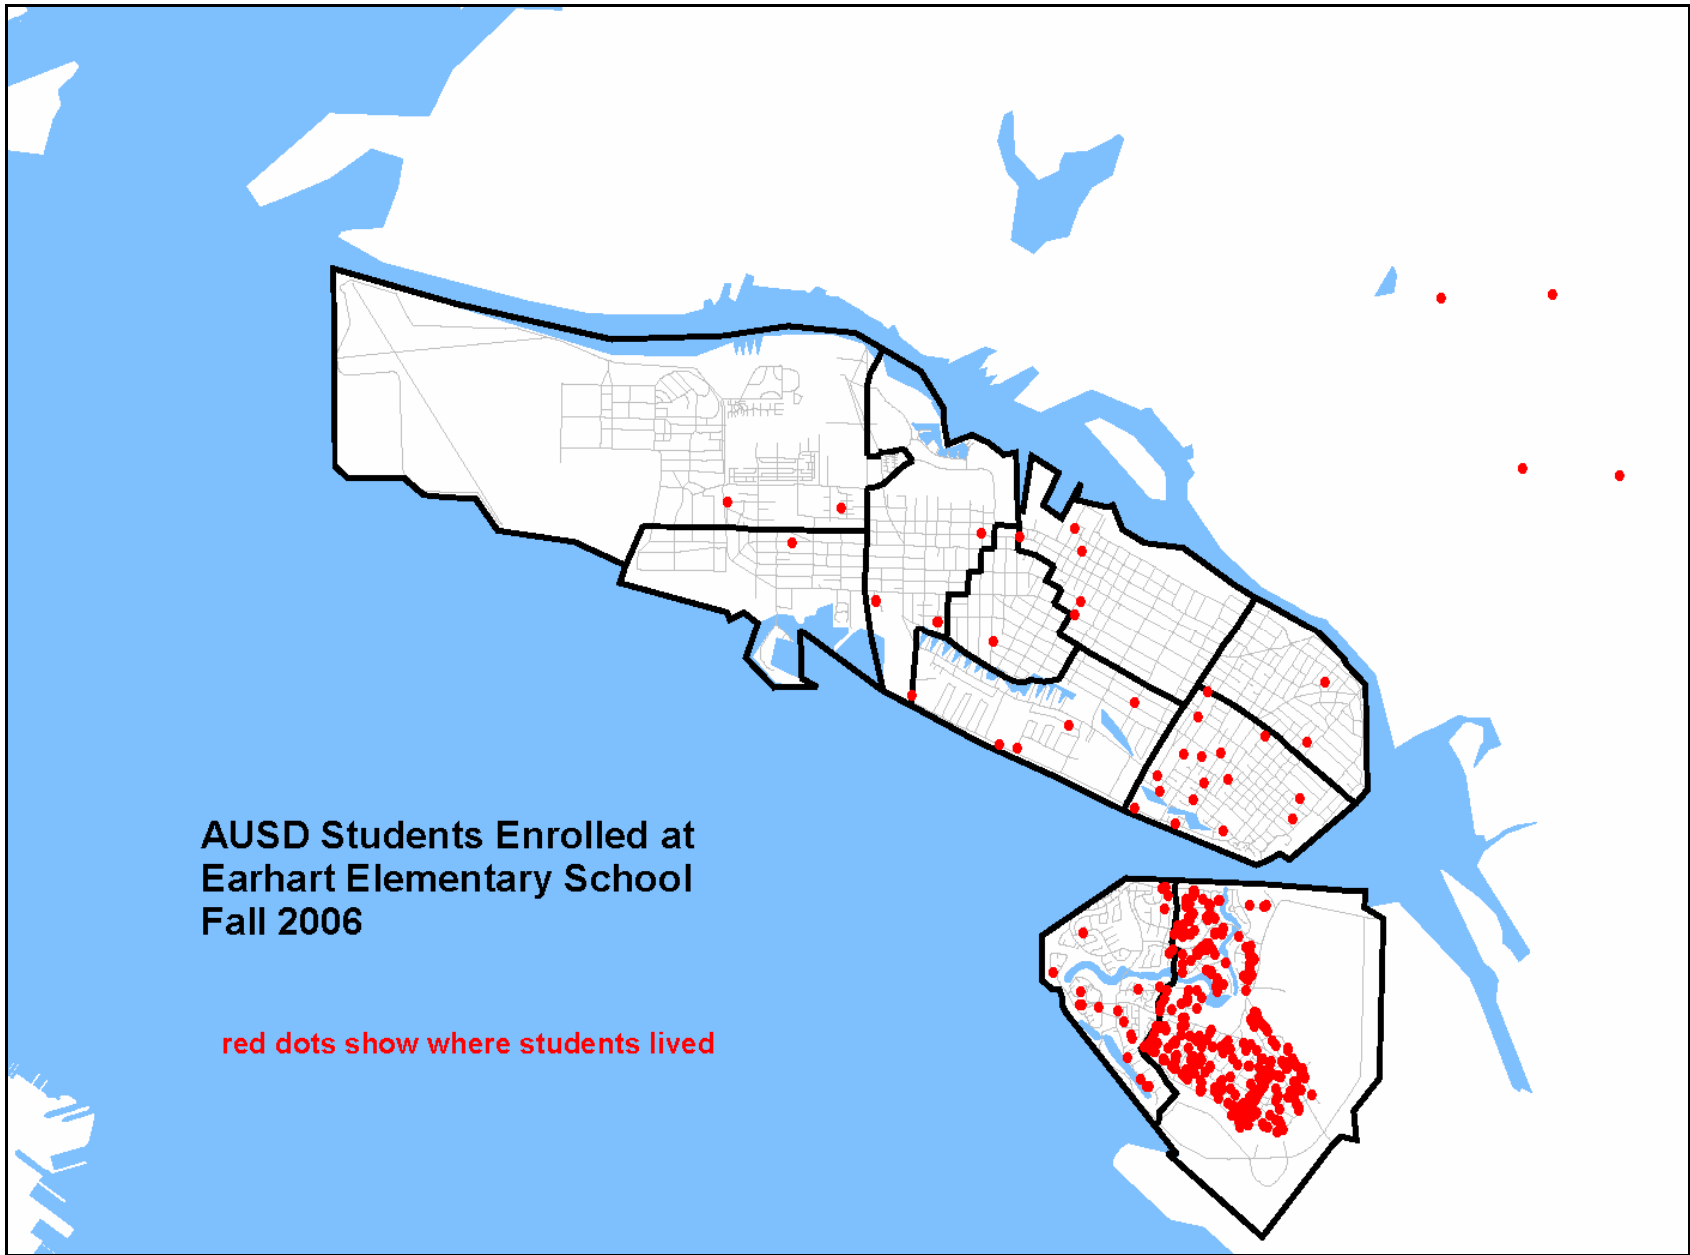 AUSD Students Enrolled at
Earhart Elementary School
Fall 2006
red dots show where students lived